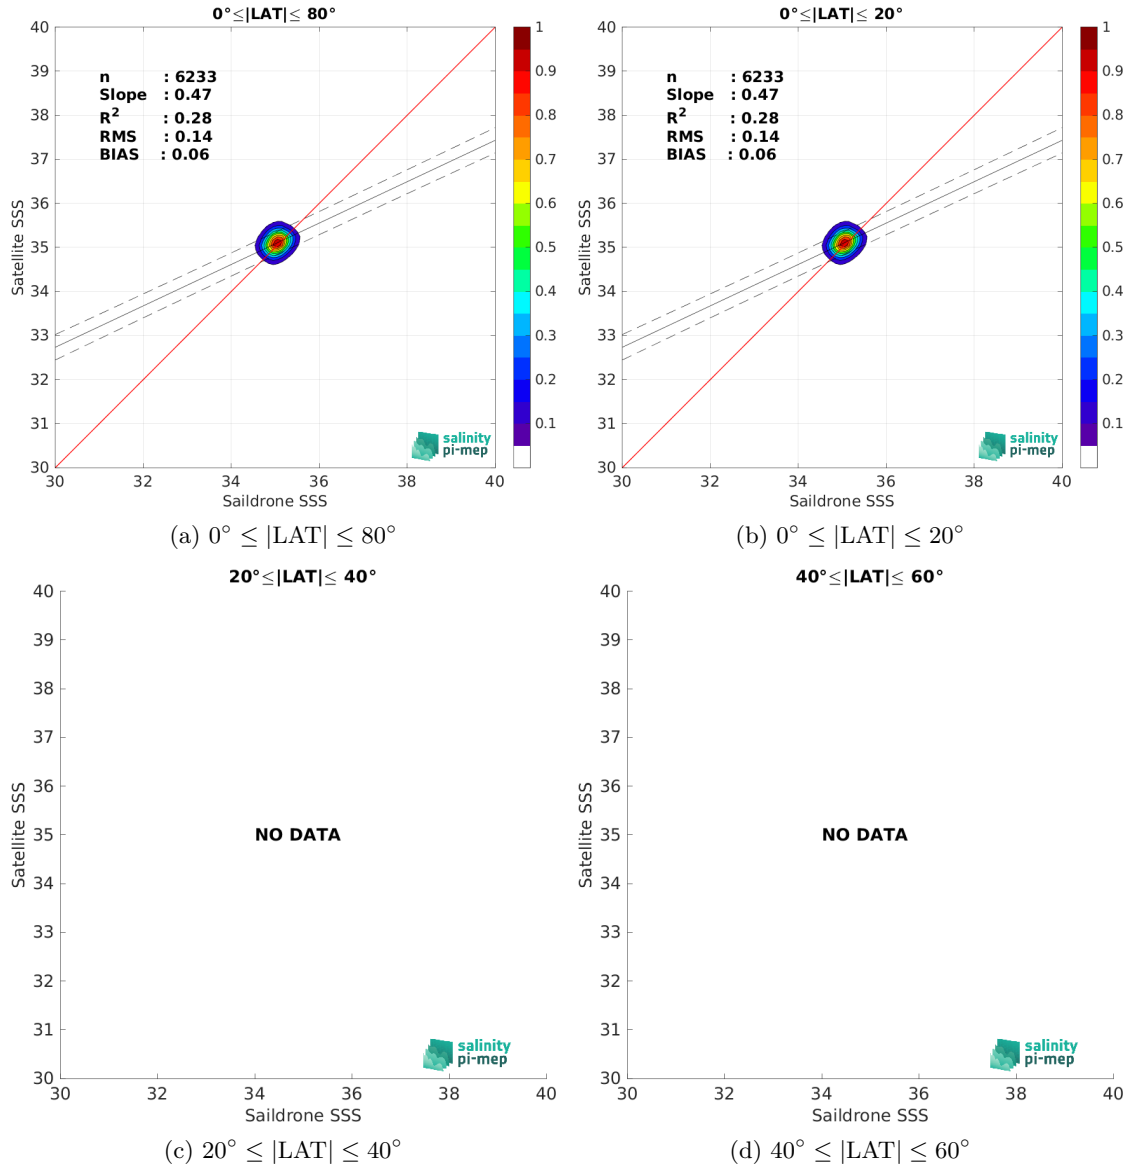 0°≤|LAT|≤ 80°
40
39
38
37
36
35
34
33
32
31
30
Satellite SSS
n : 6233
Slope : 0.47
R² : 0.28
RMS : 0.14
BIAS : 0.06
salinity
pi-mep
30 32 34 36 38 40
Saildrone SSS
1
0.9
0.8
0.7
0.6
0.5
0.4
0.3
0.2
0.1
(a) 0° ≤ |LAT| ≤ 80°
0°≤|LAT|≤ 20°
40
39
38
37
36
35
34
33
32
31
30
Satellite SSS
n : 6233
Slope : 0.47
R² : 0.28
RMS : 0.14
BIAS : 0.06
salinity
pi-mep
30 32 34 36 38 40
Saildrone SSS
1
0.9
0.8
0.7
0.6
0.5
0.4
0.3
0.2
0.1
(b) 0° ≤ |LAT| ≤ 20°
20°≤|LAT|≤ 40°
40
39
38
37
36
35
34
33
32
31
30
Satellite SSS
NO DATA
salinity
pi-mep
30 32 34 36 38 40
Saildrone SSS
(c) 20° ≤ |LAT| ≤ 40°
40°≤|LAT|≤ 60°
40
39
38
37
36
35
34
33
32
31
30
Satellite SSS
NO DATA
salinity
pi-mep
30 32 34 36 38 40
Saildrone SSS
(d) 40° ≤ |LAT| ≤ 60°